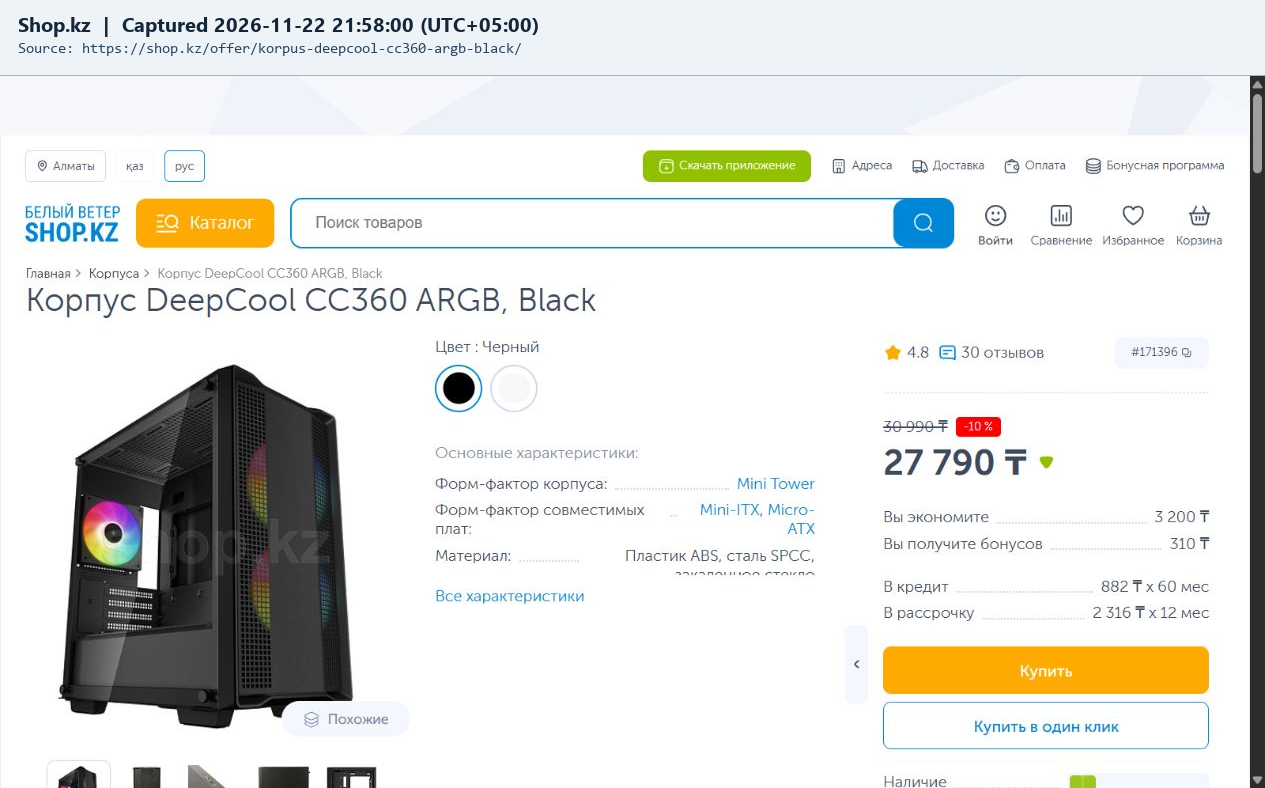 Shop.kz | Captured 2026-11-22 21:58:00 (UTC+05:00)
Source: https://shop.kz/offer/korpus-deepcool-cc360-argb-black/
Алматы
қаз
рус
Скачать приложение
Адреса
Доставка
Оплата
Бонусная программа
БЕЛЫЙ ВЕТЕР
SHOP.KZ
Каталог
Поиск товаров
Войти
Сравнение
Избранное
Корзина
Главная > Корпуса > Корпус DeepCool CC360 ARGB, Black
Корпус DeepCool CC360 ARGB, Black
shop.kz
Похожие
Цвет : Черный
Основные характеристики:
Форм-фактор корпуса: Mini Tower
Форм-фактор совместимых плат: Mini-ITX, Micro-ATX
Материал: Пластик ABS, сталь SPCC,
закаленное стекло
Все характеристики
4.8
30 отзывов
#171396
30 990 ₸ -10 %
27 790 ₸
Вы экономите 3 200 ₸
Вы получите бонусов 310 ₸
В кредит 882 ₸ x 60 мес
В рассрочку 2 316 ₸ x 12 мес
Купить
Купить в один клик
Наличие